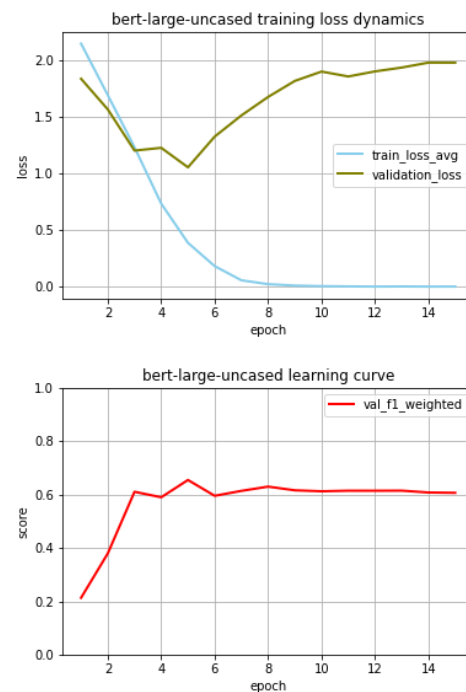 bert-large-uncased training loss dynamics
2.0
1.5
1.0
0.5
0.0
loss
train_loss_avg
validation_loss
2 4 6 8 10 12 14
epoch
bert-large-uncased learning curve
1.0
0.8
0.6
0.4
0.2
0.0
score
val_f1_weighted
2 4 6 8 10 12 14
epoch